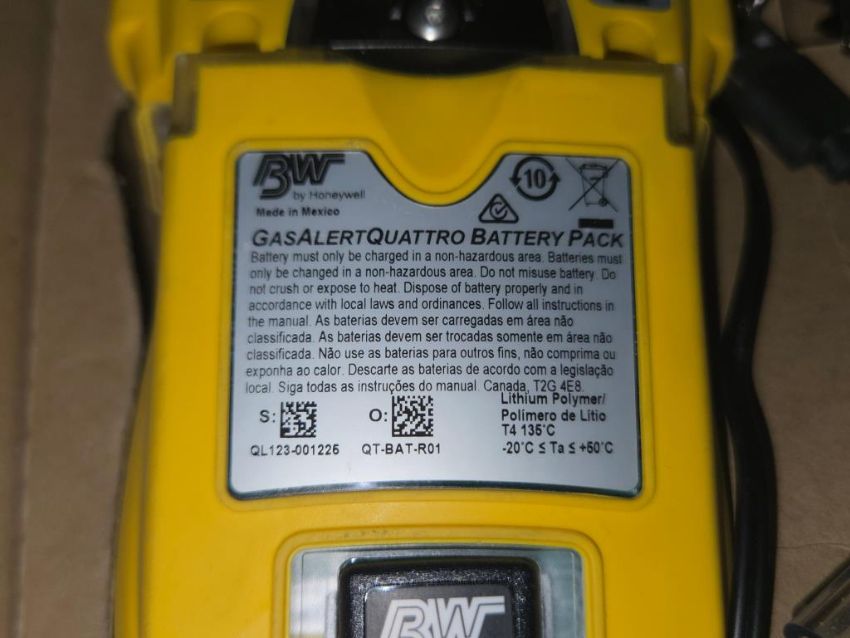 BW
by Honeywell
Made in Mexico
10
GASALERTQUATTRO BATTERY PACK
Battery must only be charged in a non-hazardous area. Batteries must
only be changed in a non-hazardous area. Do not misuse battery. Do
not crush or expose to heat. Dispose of battery properly and in
accordance with local laws and ordinances. Follow all instructions in
the manual. As baterias devem ser carregadas em área não
classificada. As baterias devem ser trocadas somente em área não
classificada. Não use as baterias para outros fins, não comprima ou
exponha ao calor. Descarte as baterias de acordo com a legislação
local. Siga todas as instruções do manual. Canada, T2G 4E8.
S:
QL123-001225
O:
QT-BAT-R01
Lithium Polymer/
Polímero de Lítio
T4 135°C
-20°C ≤ Ta ≤ +50°C
BW